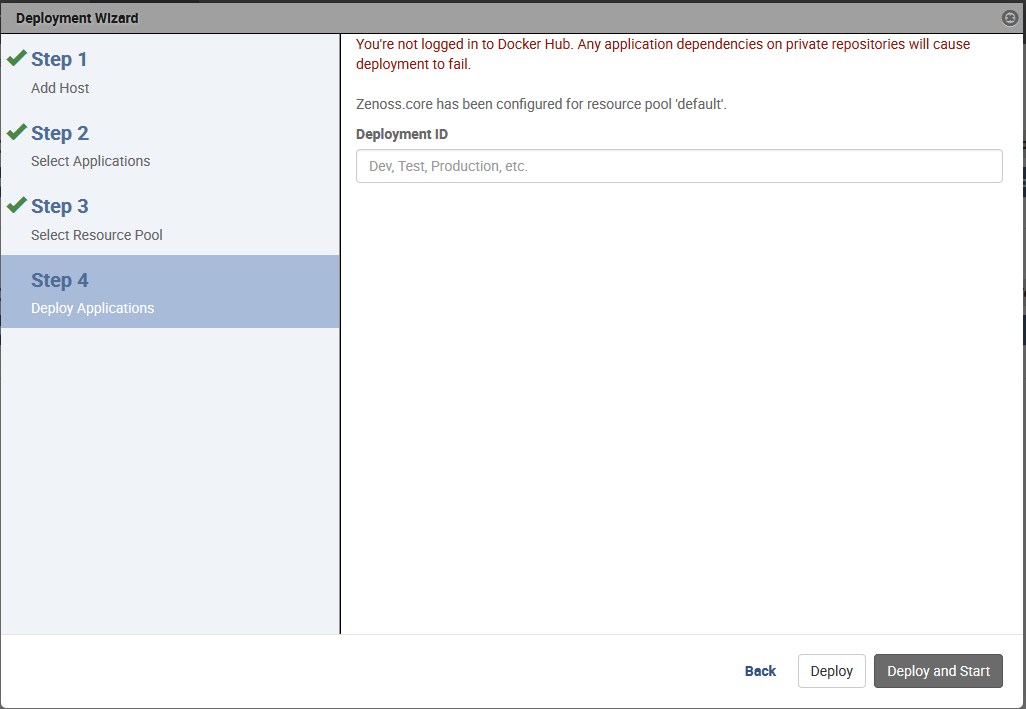 Deployment Wizard
Step 1
Add Host
Step 2
Select Applications
Step 3
Select Resource Pool
Step 4
Deploy Applications
You're not logged in to Docker Hub. Any application dependencies on private repositories will cause
deployment to fail.
Zenoss.core has been configured for resource pool 'default'.
Deployment ID
Dev, Test, Production, etc.
Back
Deploy
Deploy and Start